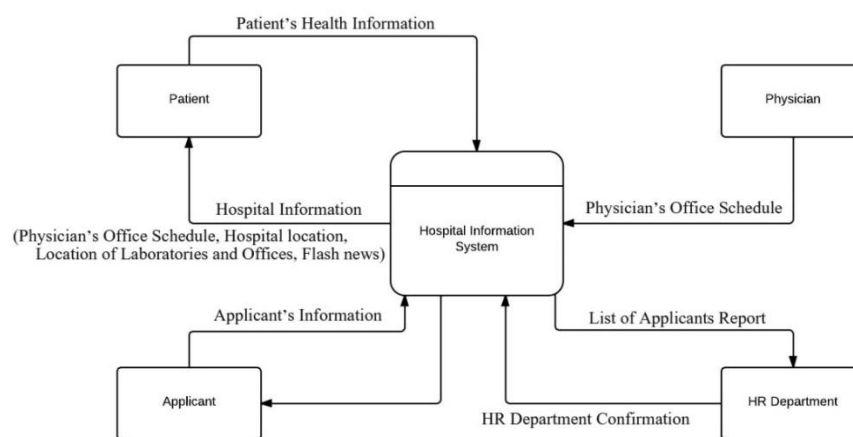 Patient's Health Information
Patient
Physician
Hospital Information
(Physician's Office Schedule, Hospital location,
Location of Laboratories and Offices, Flash news)
Physician's Office Schedule
Hospital Information
System
Applicant's Information
List of Applicants Report
Applicant
HR Department
HR Department Confirmation